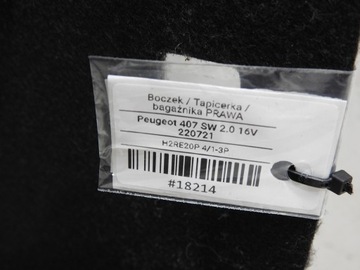 Boczek / Tapicerka /
bagażnika PRAWA
Peugeot 407 SW 2.0 16V
220721
H2RE20P 4/1-3P
#18214